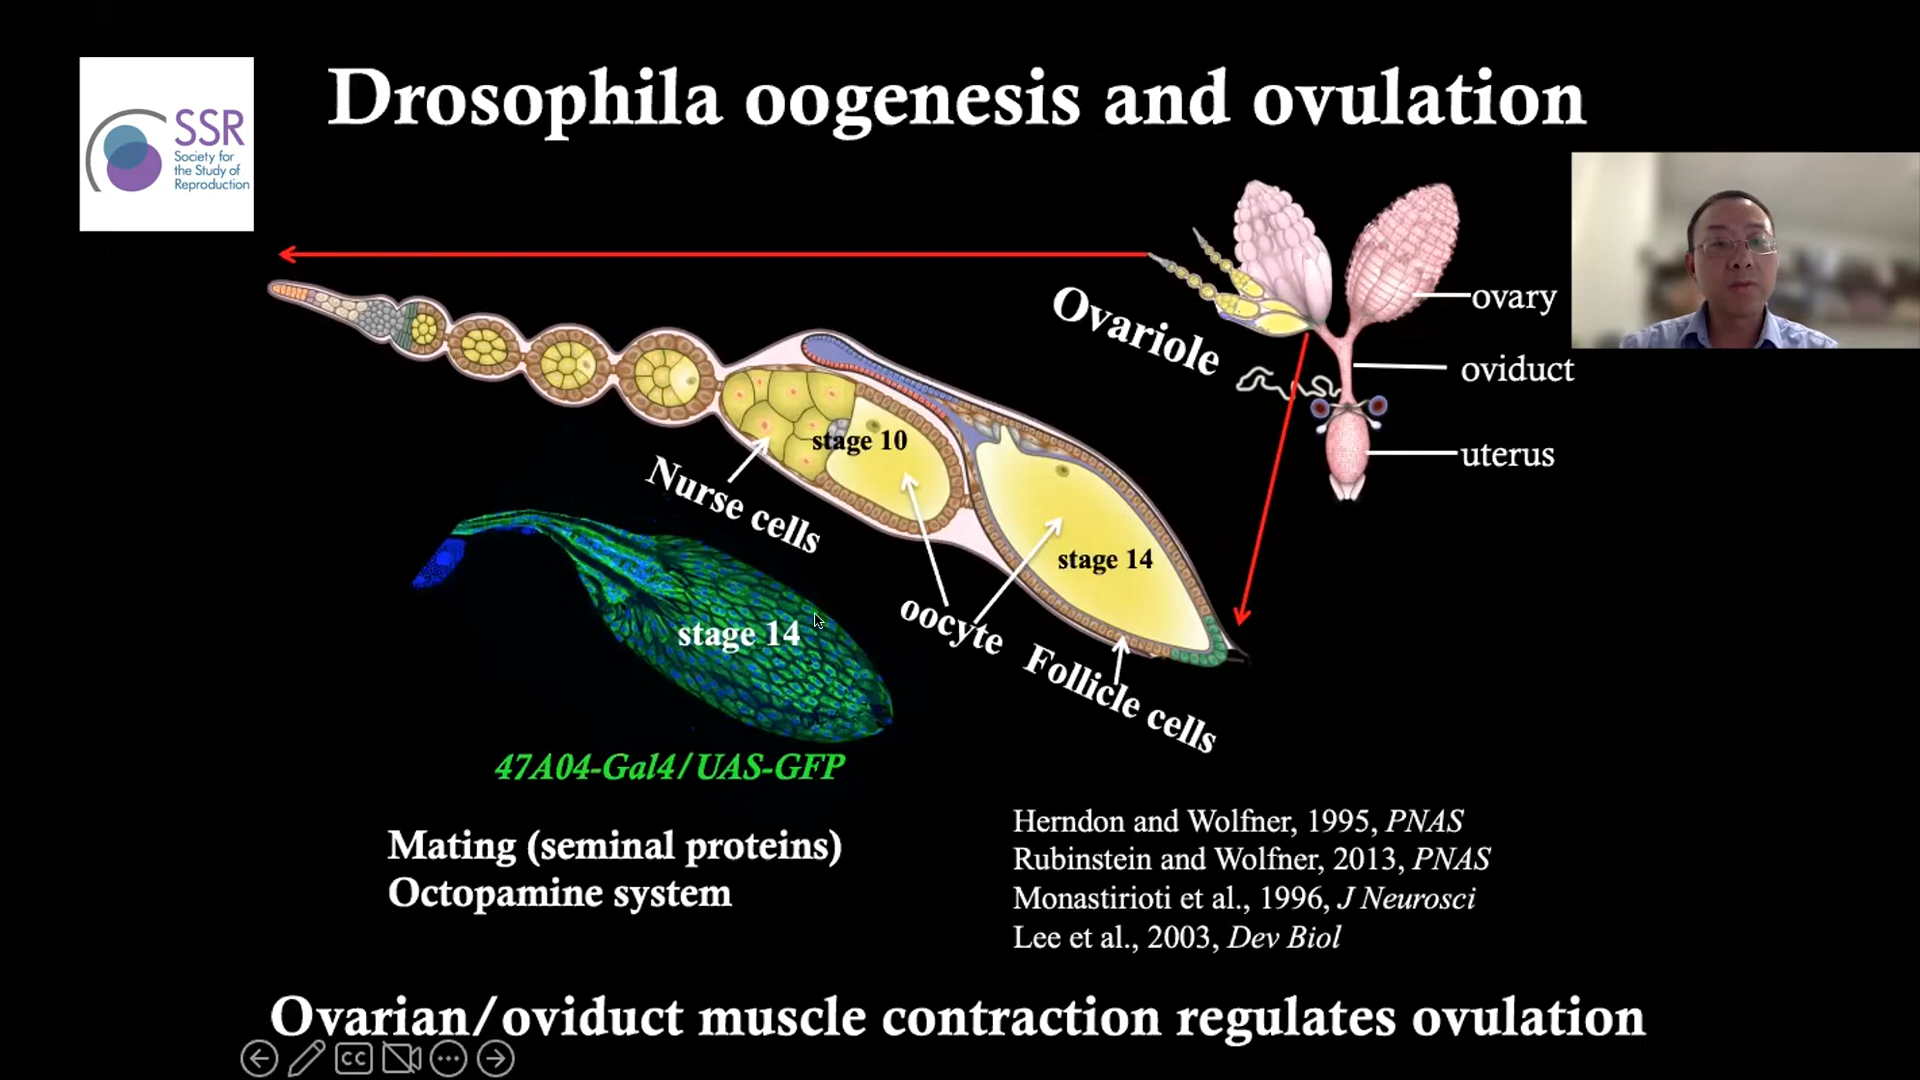 Drosophila oogenesis and ovulation
SSR
Society for
the Study of
Reproduction
Ovariole
ovary
oviduct
uterus
stage 10
Nurse cells
stage 14
oocyte
Follicle cells
stage 14
47A04-Gal4/UAS-GFP
Mating (seminal proteins)
Octopamine system
Herndon and Wolfner, 1995, PNAS
Rubinstein and Wolfner, 2013, PNAS
Monastirioti et al., 1996, J Neurosci
Lee et al., 2003, Dev Biol
Ovarian/oviduct muscle contraction regulates ovulation
CC